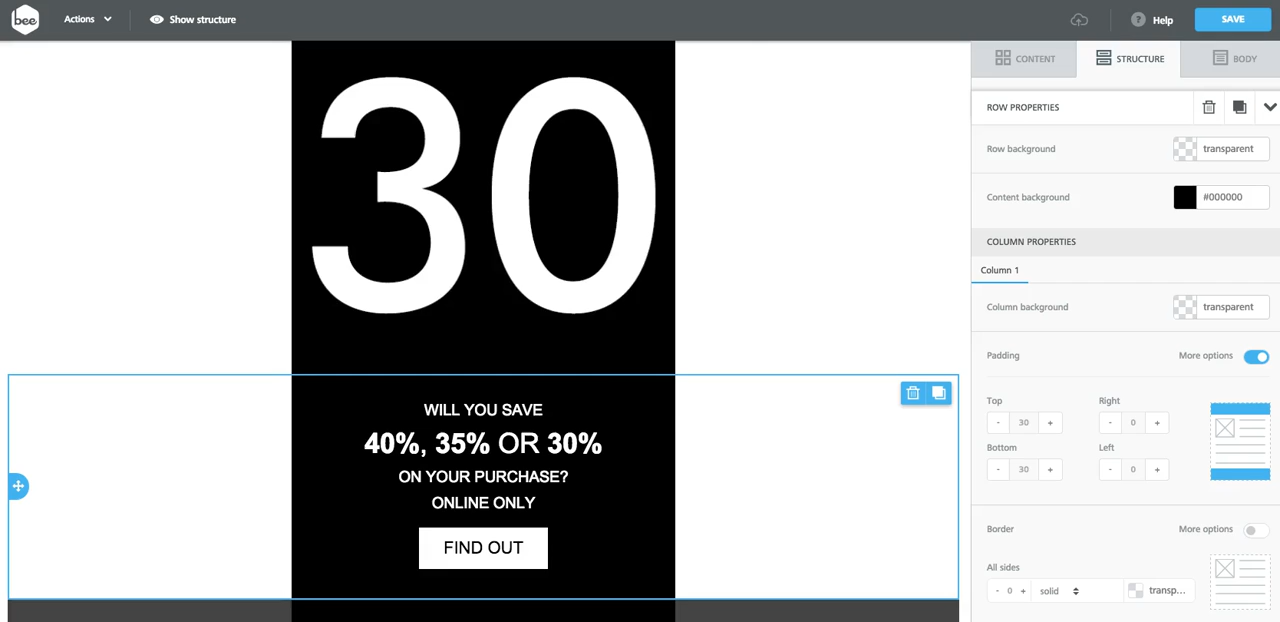 bee
Actions
Show structure
Help
SAVE
CONTENT
STRUCTURE
BODY
30
WILL YOU SAVE
40%, 35% OR 30%
ON YOUR PURCHASE?
ONLINE ONLY
FIND OUT
ROW PROPERTIES
Row background
transparent
Content background
#000000
COLUMN PROPERTIES
Column 1
Column background
transparent
Padding
More options
Top
Right
- 30 +
- 0 +
Bottom
Left
- 30 +
- 0 +
Border
More options
All sides
- 0 +
solid
transp...